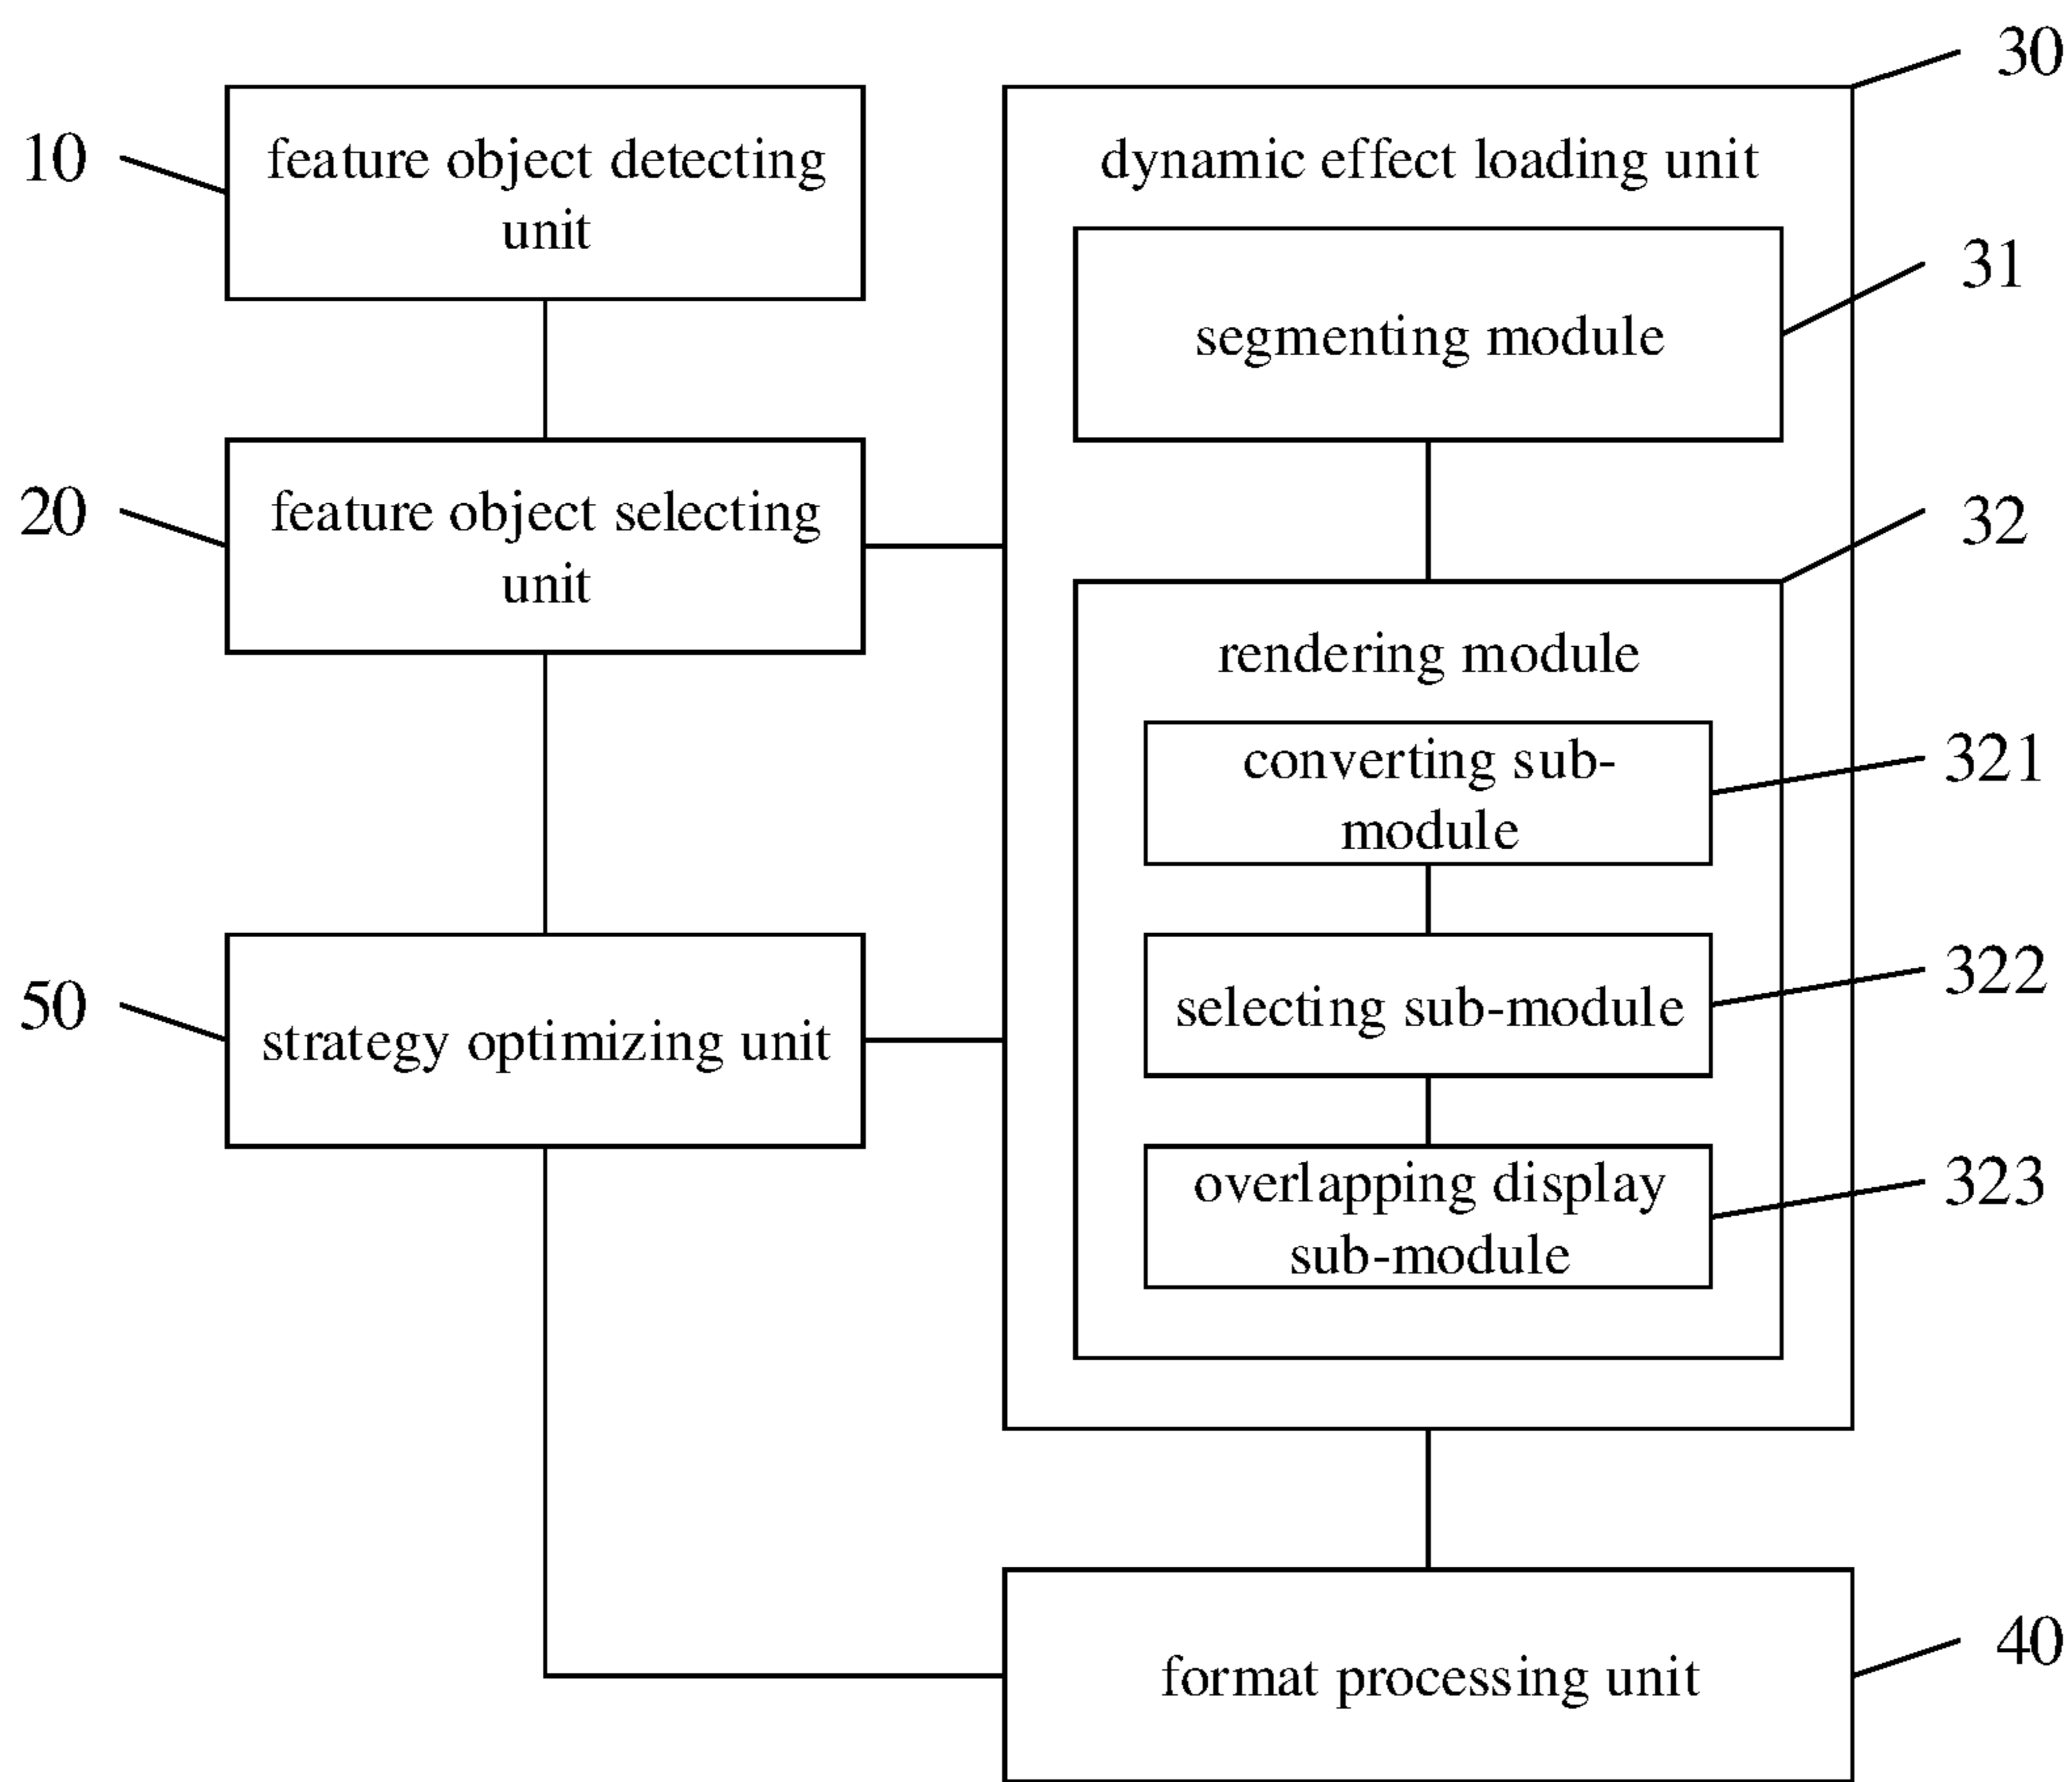 10
feature object detecting
unit
20
feature object selecting
unit
50
strategy optimizing unit
30
dynamic effect loading unit
31
segmenting module
32
rendering module
321
converting sub-
module
322
selecting sub-module
323
overlapping display
sub-module
40
format processing unit